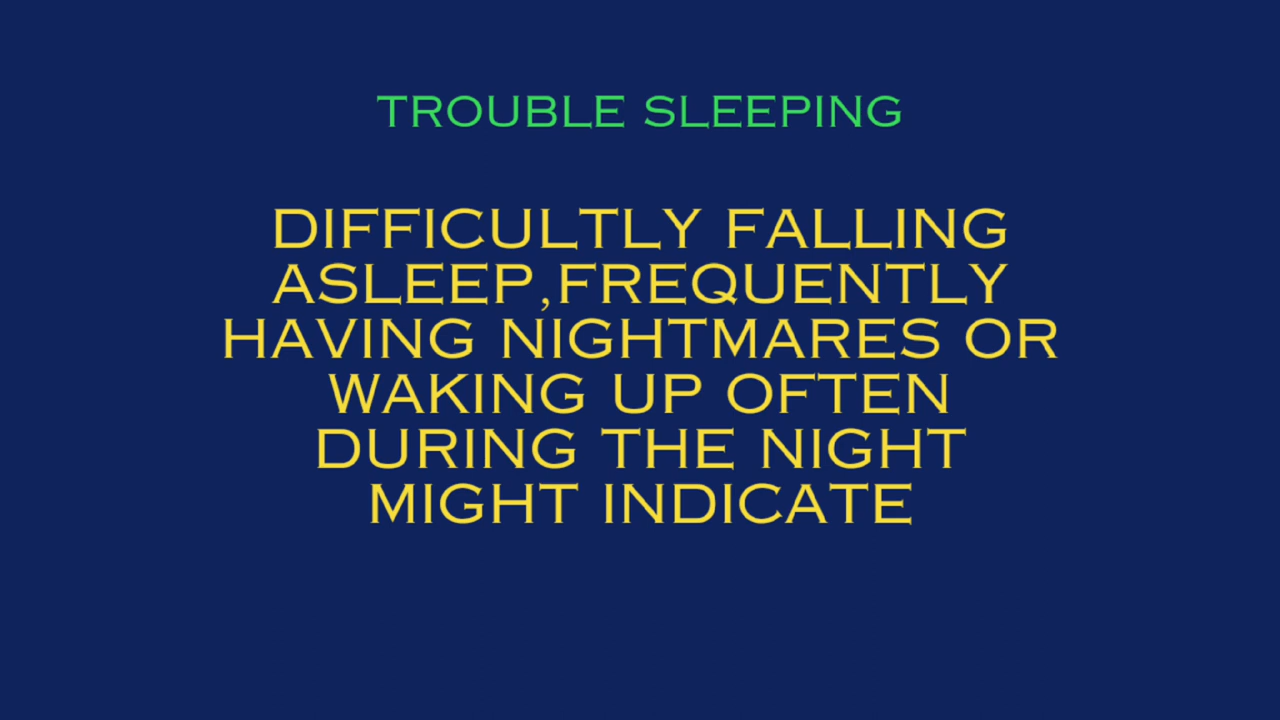 TROUBLE SLEEPING
DIFFICULTLY FALLING
ASLEEP,FREQUENTLY
HAVING NIGHTMARES OR
WAKING UP OFTEN
DURING THE NIGHT
MIGHT INDICATE